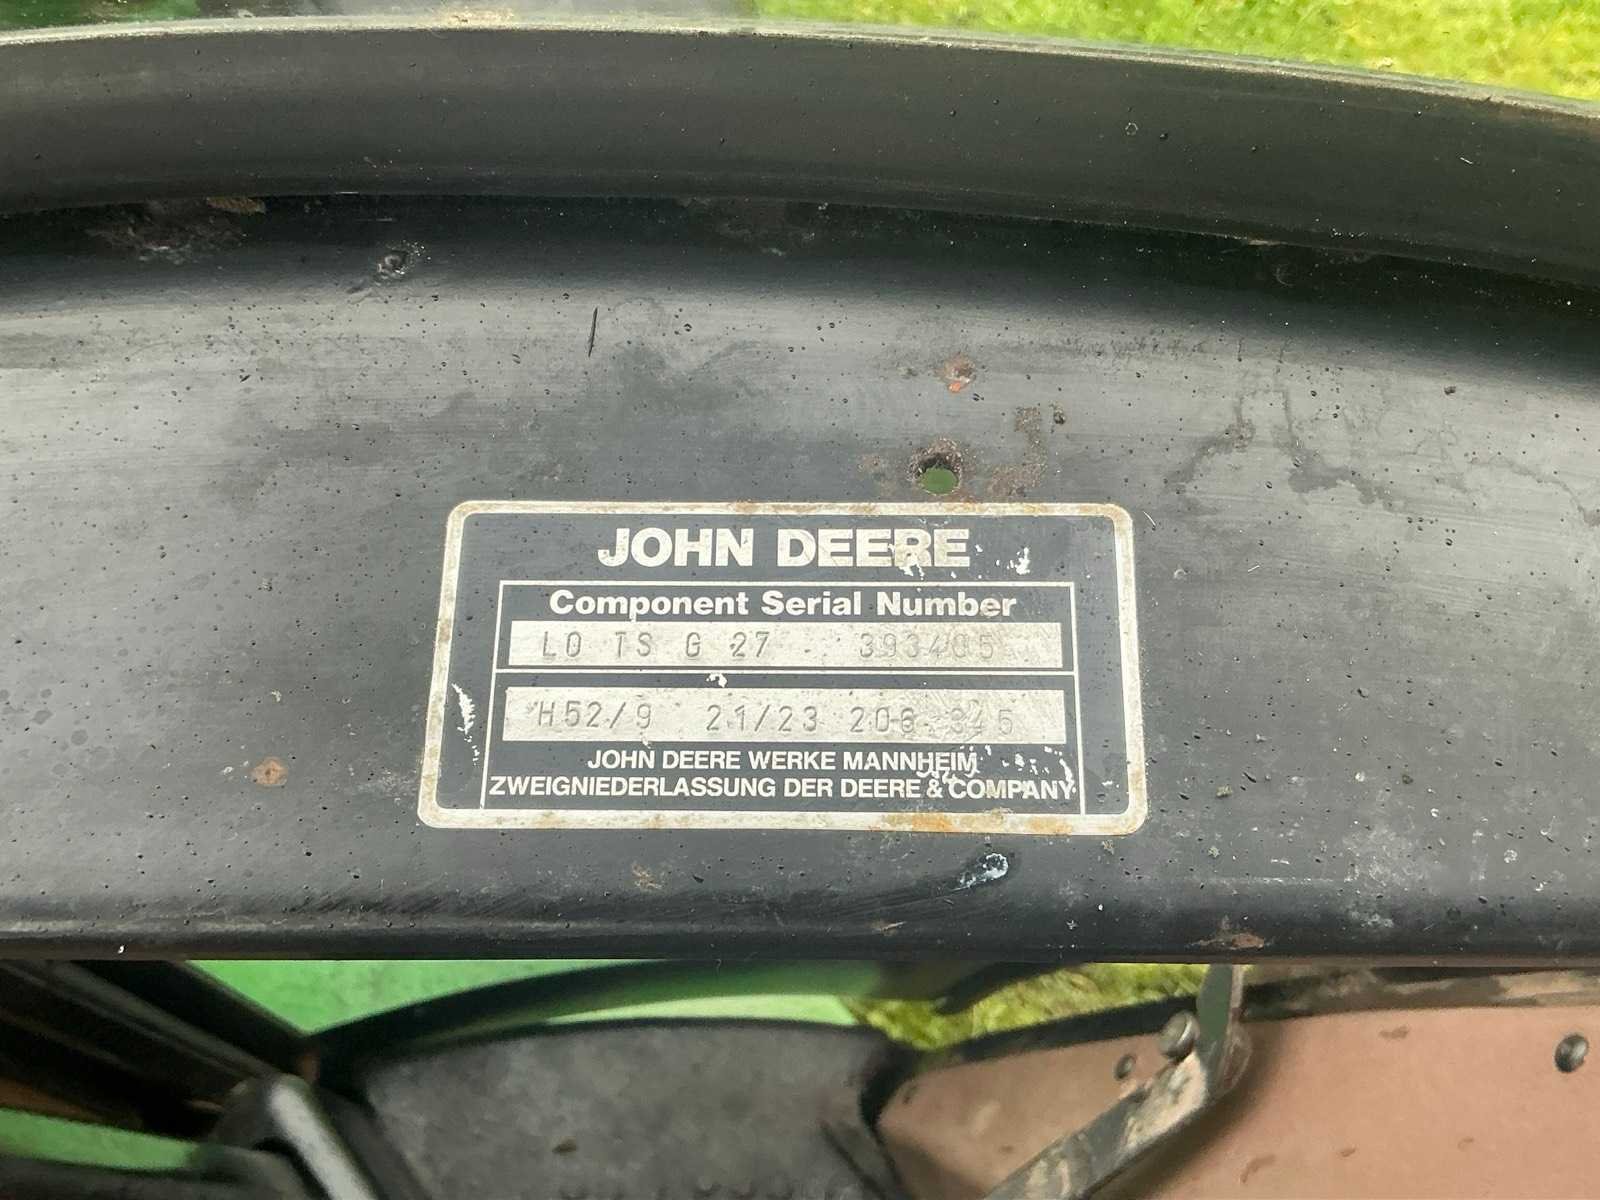 JOHN DEERE
Component Serial Number
LO TS G 27 393405
H52/9 21/23 206 345
JOHN DEERE WERKE MANNHEIM
ZWEIGNIEDERLASSUNG DER DEERE & COMPANY